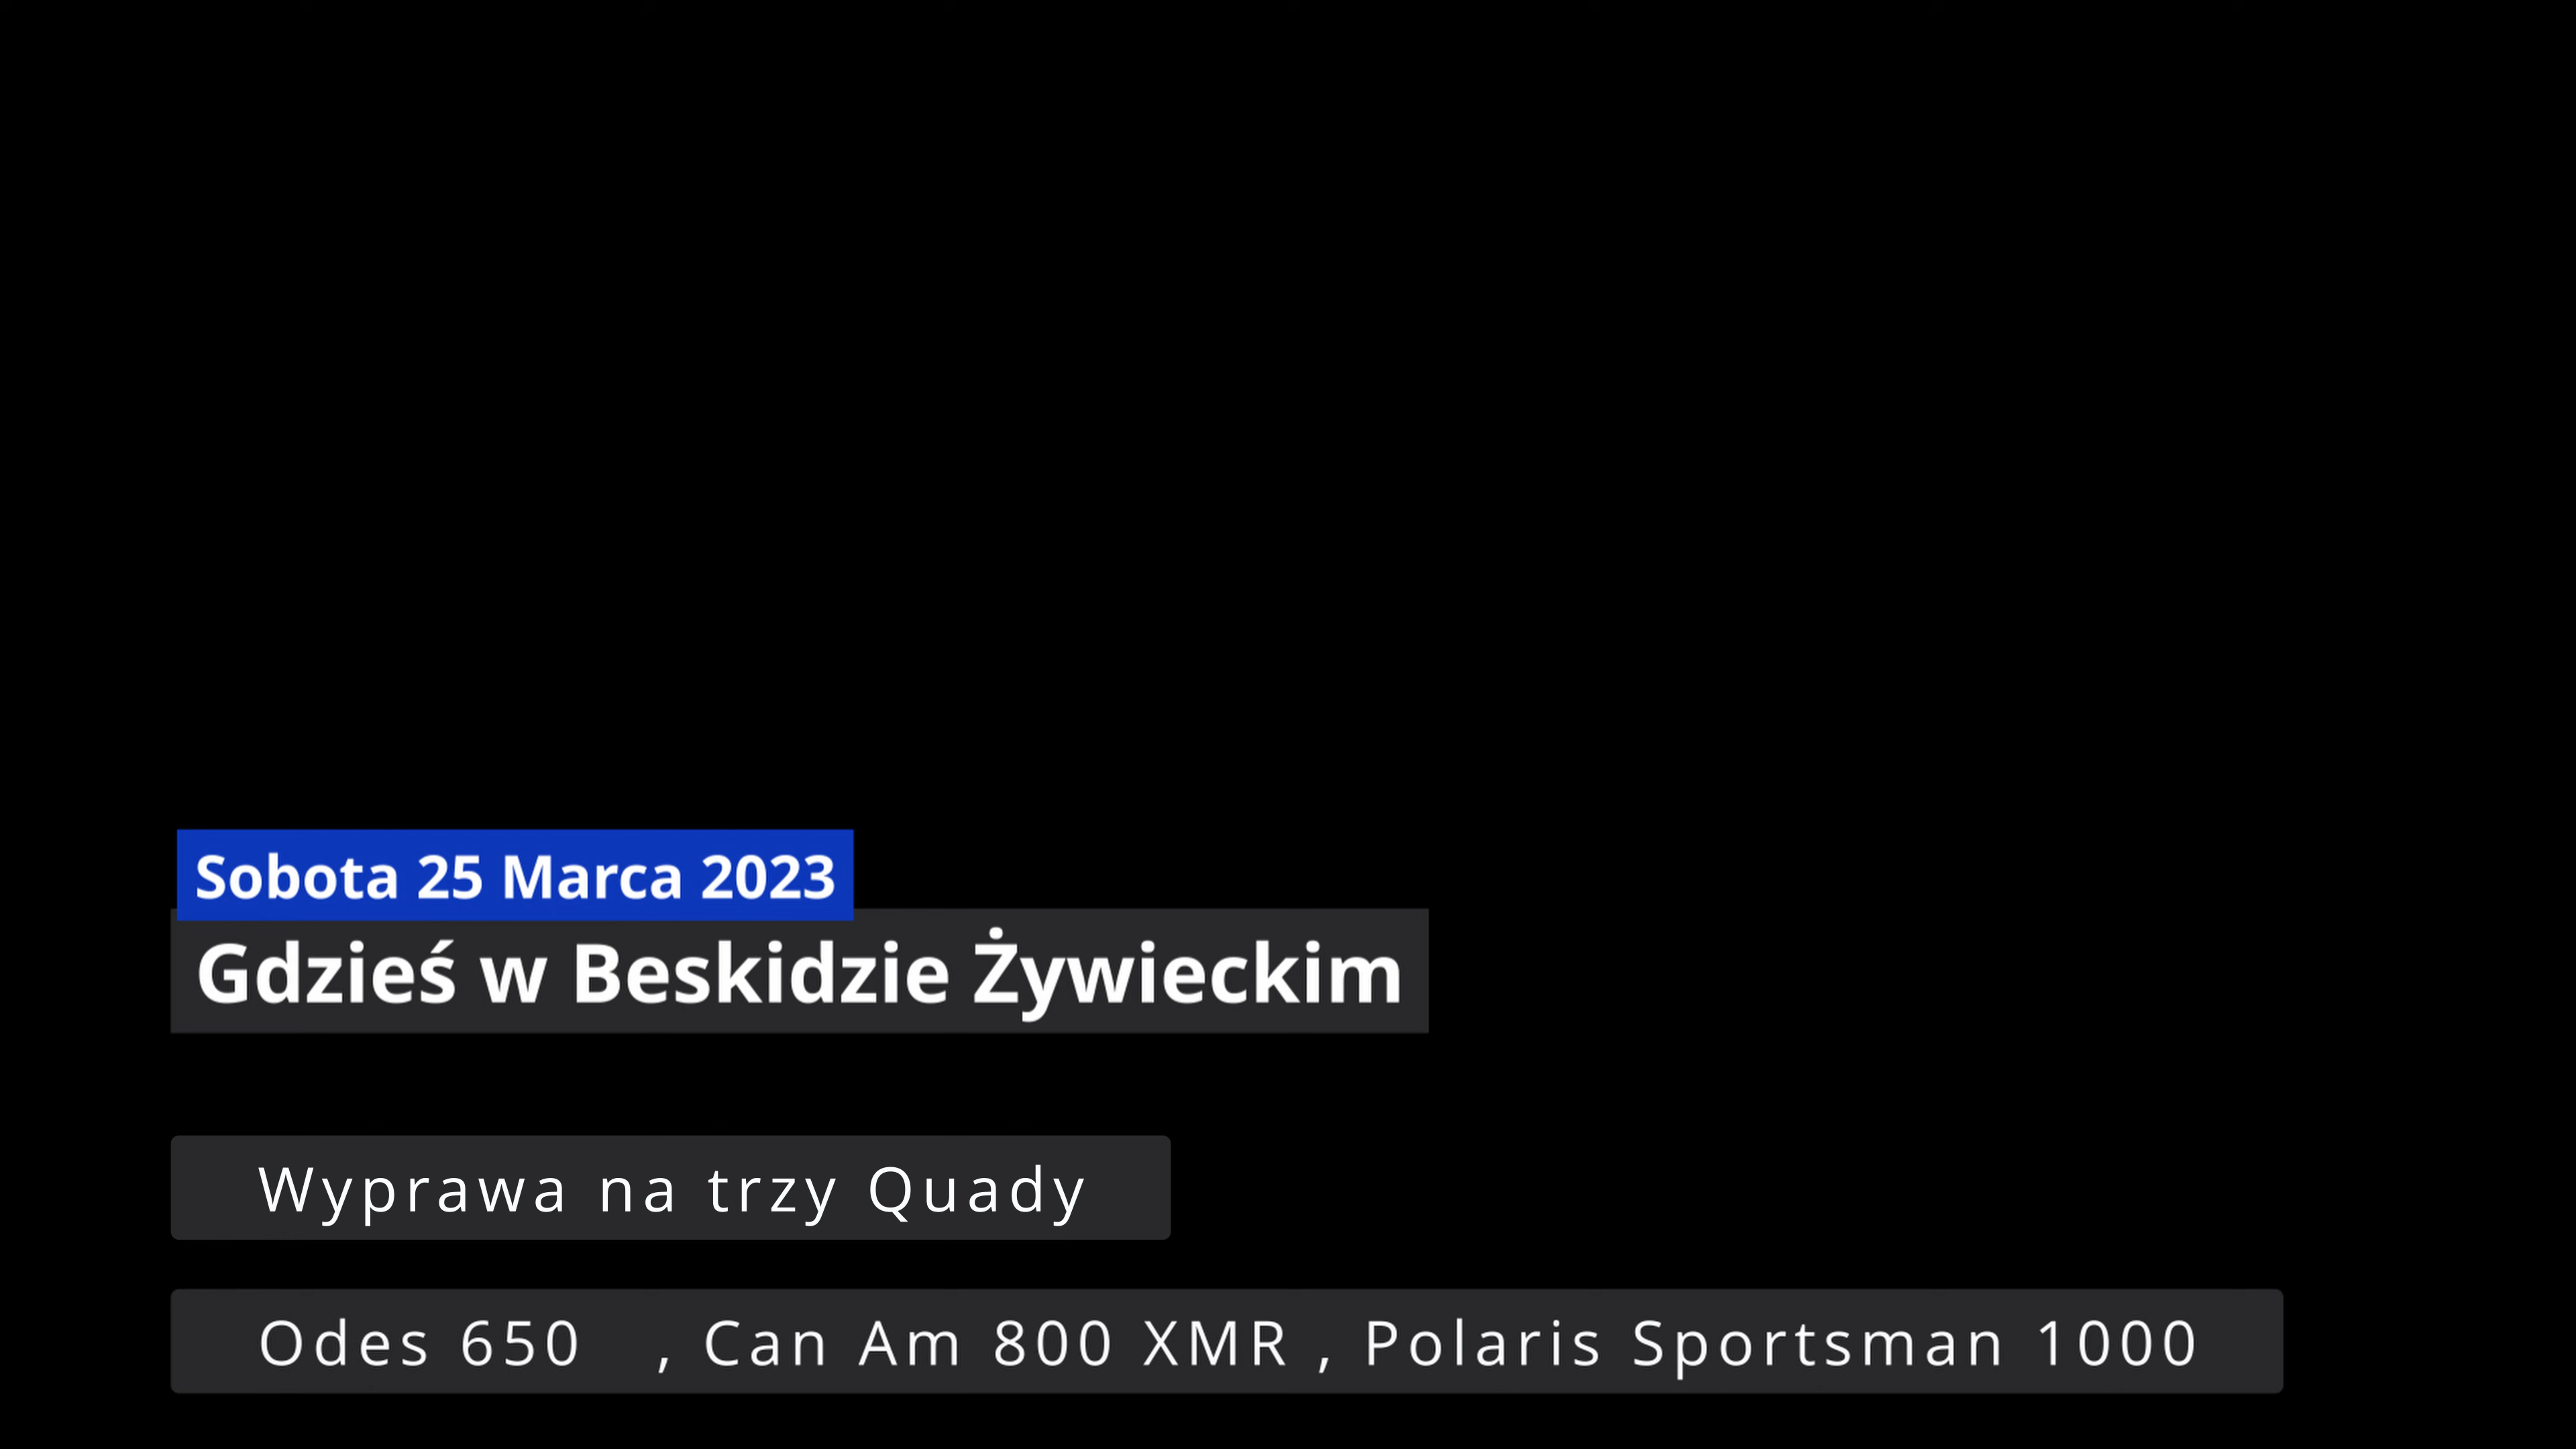 Sobota 25 Marca 2023
Gdzieś w Beskidzie Żywieckim
Wyprawa na trzy Quady
Odes 650 , Can Am 800 XMR , Polaris Sportsman 1000